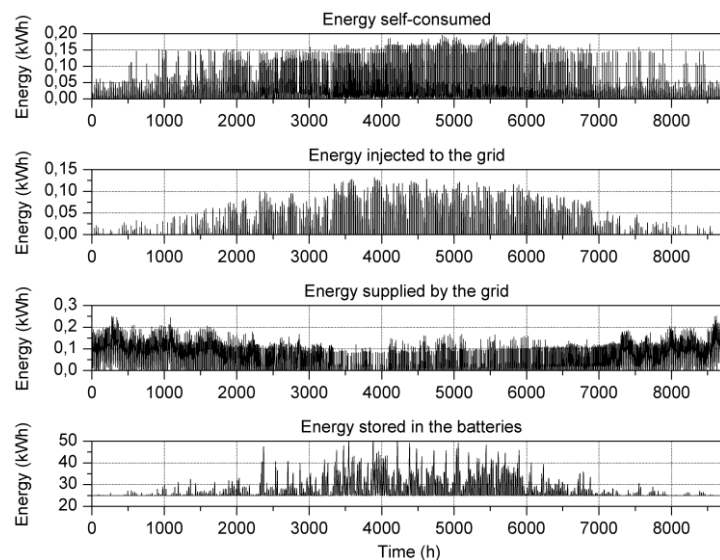 Energy self-consumed
Energy (kWh)
0,20
0,15
0,10
0,05
0,00
0 1000 2000 3000 4000 5000 6000 7000 8000
Energy injected to the grid
Energy (kWh)
0,15
0,10
0,05
0,00
0 1000 2000 3000 4000 5000 6000 7000 8000
Energy supplied by the grid
Energy (kWh)
0,3
0,2
0,1
0,0
0 1000 2000 3000 4000 5000 6000 7000 8000
Energy stored in the batteries
Energy (kWh)
50
40
30
20
0 1000 2000 3000 4000 5000 6000 7000 8000
Time (h)